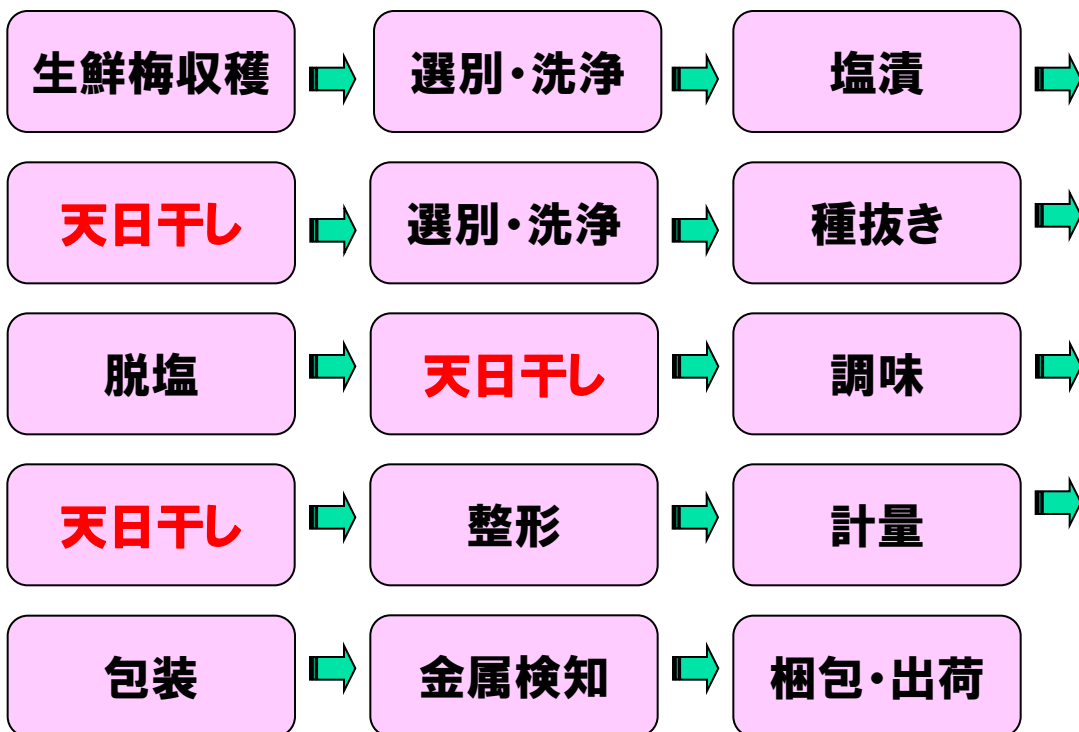 生鮮梅収穫
選別・洗浄
塩漬
天日干し
選別・洗浄
種抜き
脱塩
天日干し
調味
天日干し
整形
計量
包装
金属検知
梱包・出荷